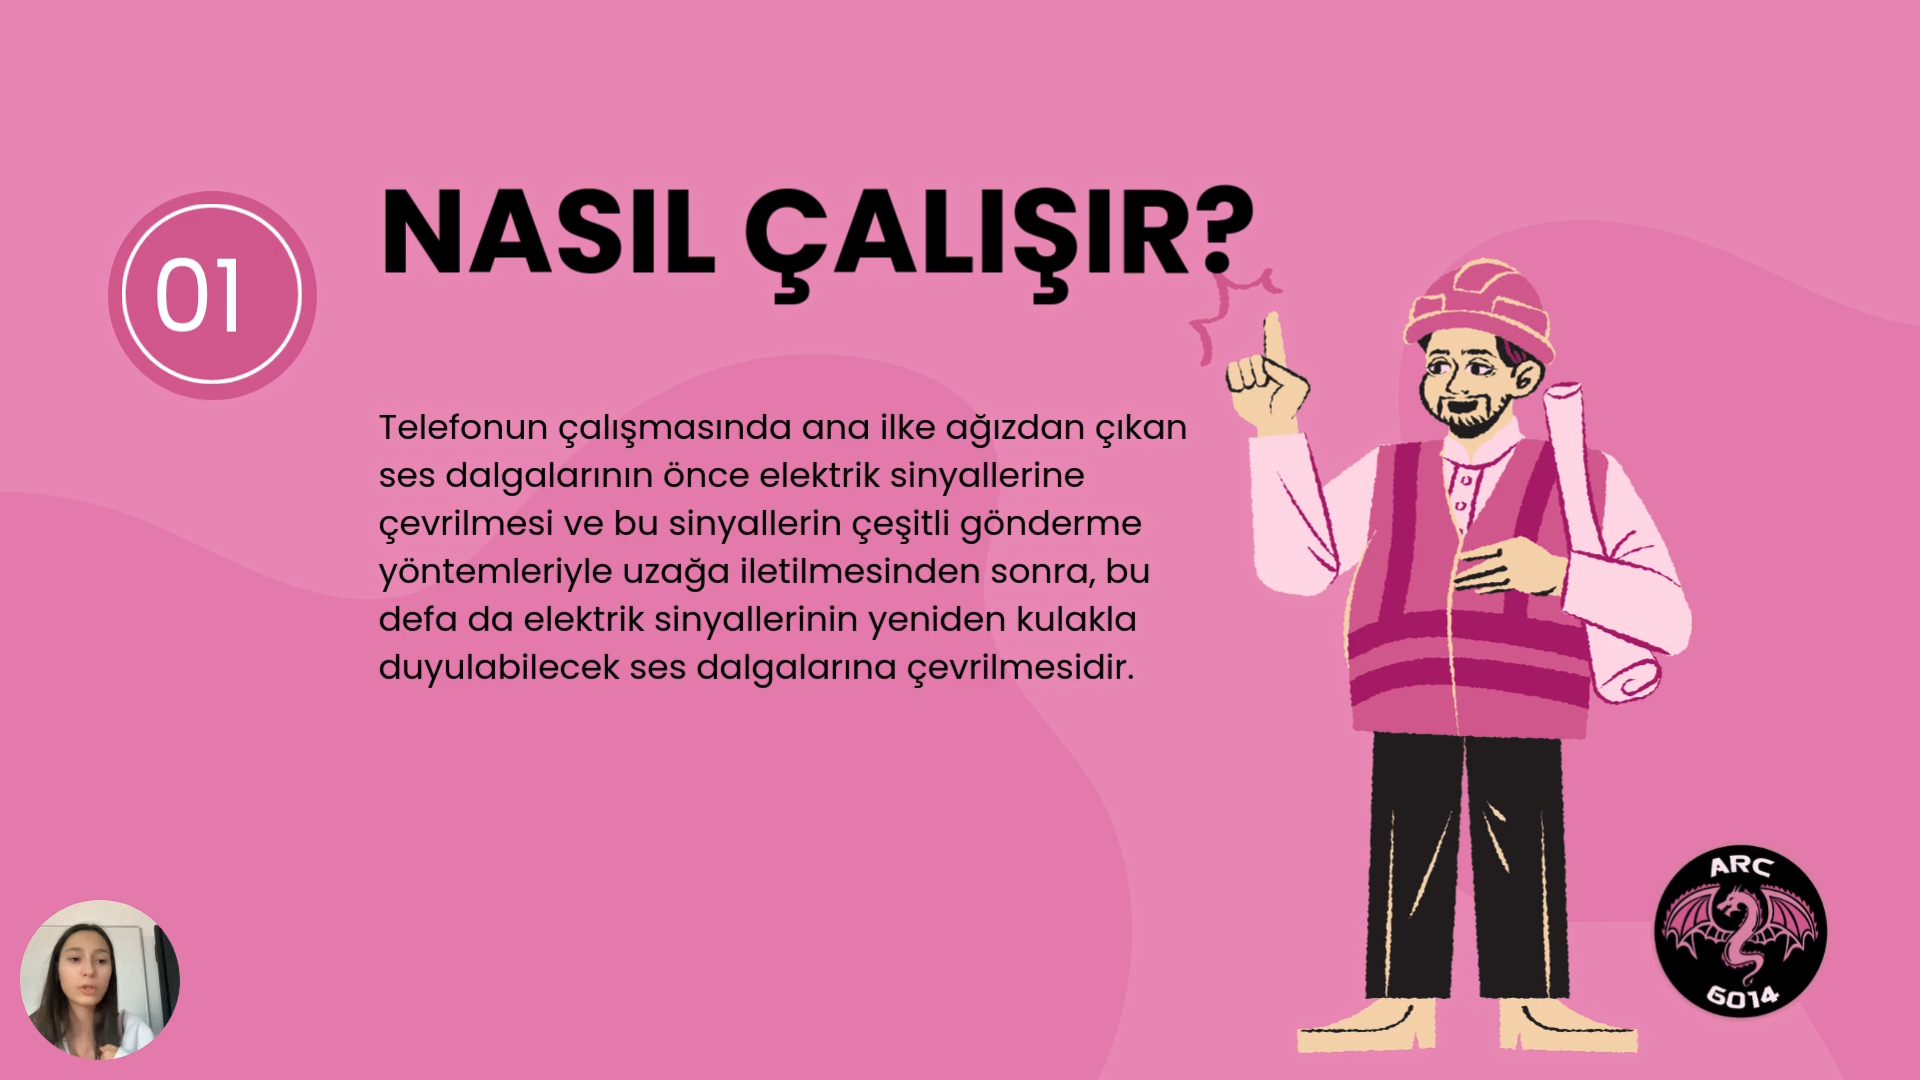 01
NASIL ÇALIŞIR?
Telefonun çalışmasında ana ilke ağızdan çıkan
ses dalgalarının önce elektrik sinyallerine
çevrilmesi ve bu sinyallerin çeşitli gönderme
yöntemleriyle uzağa iletilmesinden sonra, bu
defa da elektrik sinyallerinin yeniden kulakla
duyulabilecek ses dalgalarına çevrilmesidir.
ARC
6014